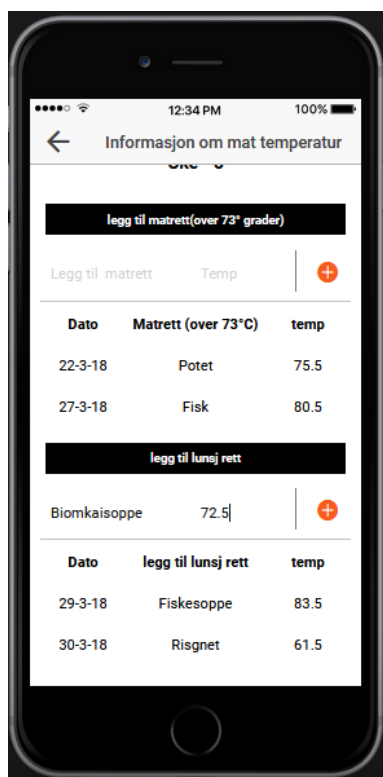 12:34 PM 100%
Informasjon om mat temperatur
legg til matrett(over 73° grader)
Legg til matrett Temp
Dato Matrett (over 73°C) temp
22-3-18 Potet 75.5
27-3-18 Fisk 80.5
legg til lunsj rett
Biomkaisoppe 72.5
Dato legg til lunsj rett temp
29-3-18 Fiskesoppe 83.5
30-3-18 Risgnet 61.5